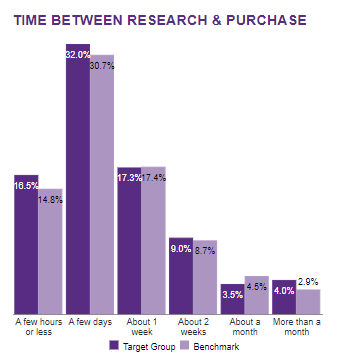 TIME BETWEEN RESEARCH & PURCHASE
32.0%
30.7%
16.5%
14.8%
17.3%
17.4%
9.0%
8.7%
3.5%
4.5%
4.0%
2.9%
A few hours
or less
A few days
About 1
week
About 2
weeks
About a
month
More than a
month
Target Group
Benchmark